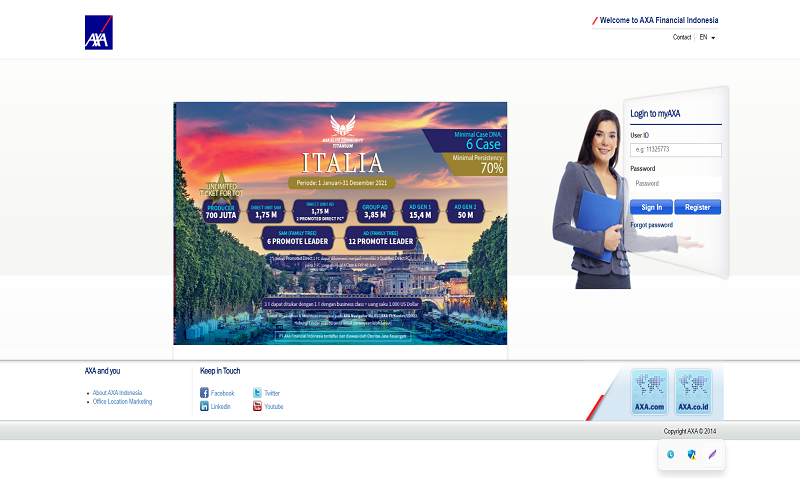 AXA
Welcome to AXA Financial Indonesia
Contact
EN
AXA ELITE COMMUNITY
TITANIUM
ITALIA
Periode: 1 Januari-31 Desember 2021
Minimal Case DNA:
6 Case
Minimal Persistency:
70%
UNLIMITED
TICKET FOR TOT
PRODUCER
700 JUTA
DIRECT UNIT SAM
1,75 M
DIRECT UNIT AD
1,75 M
2 PROMOTED DIRECT FC*
GROUP AD
3,85 M
AD GEN 1
15,4 M
AD GEN 2
50 M
SAM (FAMILY TREE)
6 PROMOTE LEADER
AD (FAMILY TREE)
12 PROMOTE LEADER
3 T dapat ditukar dengan 1 T dengan business class + uang saku 1.000 US Dollar
PT AXA Financial Indonesia terdaftar dan diawasi oleh Otoritas Jasa Keuangan
Login to myAXA
User ID
e.g: 11325773
Password
Password
Sign In
Register
Forgot password
AXA and you
About AXA Indonesia
Office Location Marketing
Keep in Touch
Facebook
Twitter
Linkedin
Youtube
AXA.com
AXA.co.id
Copyright AXA © 2014